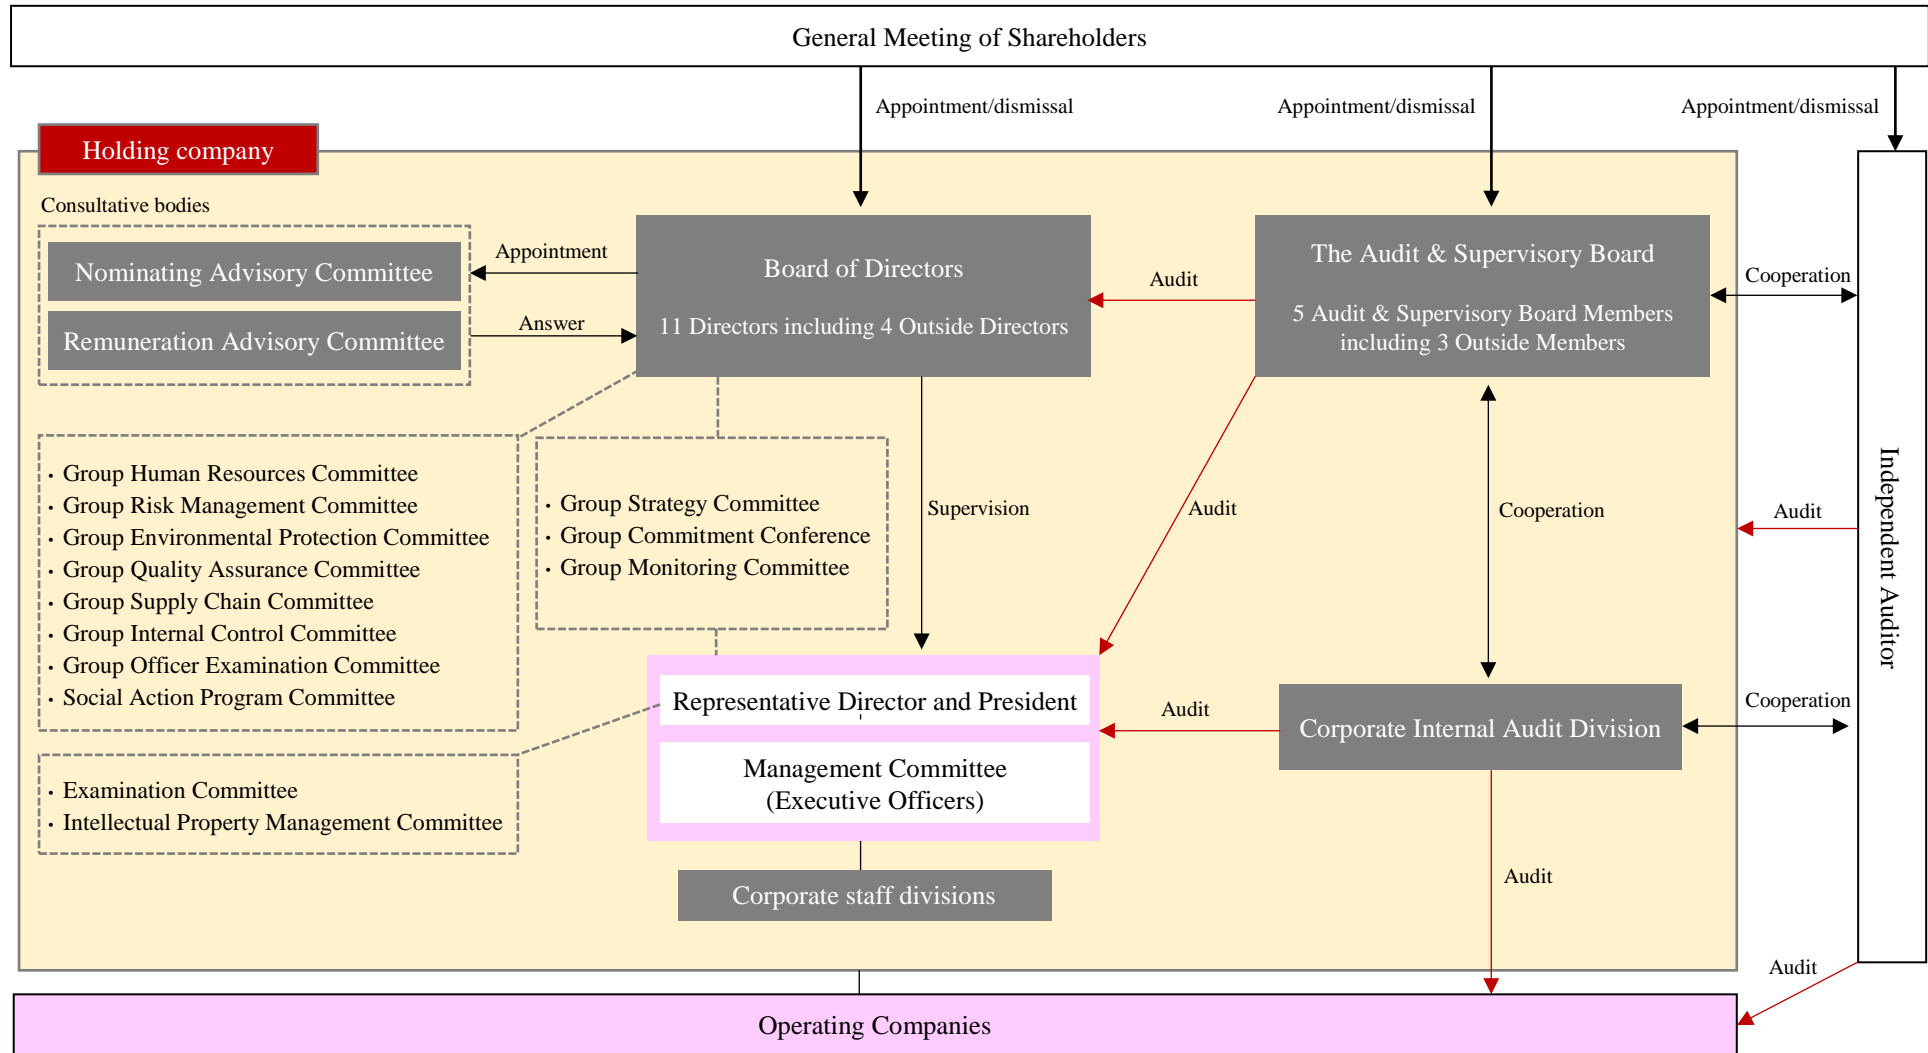 General Meeting of Shareholders
Appointment/dismissal
Appointment/dismissal
Appointment/dismissal
Holding company
Consultative bodies
Nominating Advisory Committee
Remuneration Advisory Committee
Appointment
Answer
Board of Directors
11 Directors including 4 Outside Directors
Audit
The Audit & Supervisory Board
5 Audit & Supervisory Board Members
including 3 Outside Members
Cooperation
・Group Human Resources Committee
・Group Risk Management Committee
・Group Environmental Protection Committee
・Group Quality Assurance Committee
・Group Supply Chain Committee
・Group Internal Control Committee
・Group Officer Examination Committee
・Social Action Program Committee
・Group Strategy Committee
・Group Commitment Conference
・Group Monitoring Committee
Supervision
Audit
Cooperation
Audit
Independent Auditor
Representative Director and President
Management Committee
(Executive Officers)
Audit
Corporate Internal Audit Division
Cooperation
・Examination Committee
・Intellectual Property Management Committee
Corporate staff divisions
Audit
Audit
Operating Companies